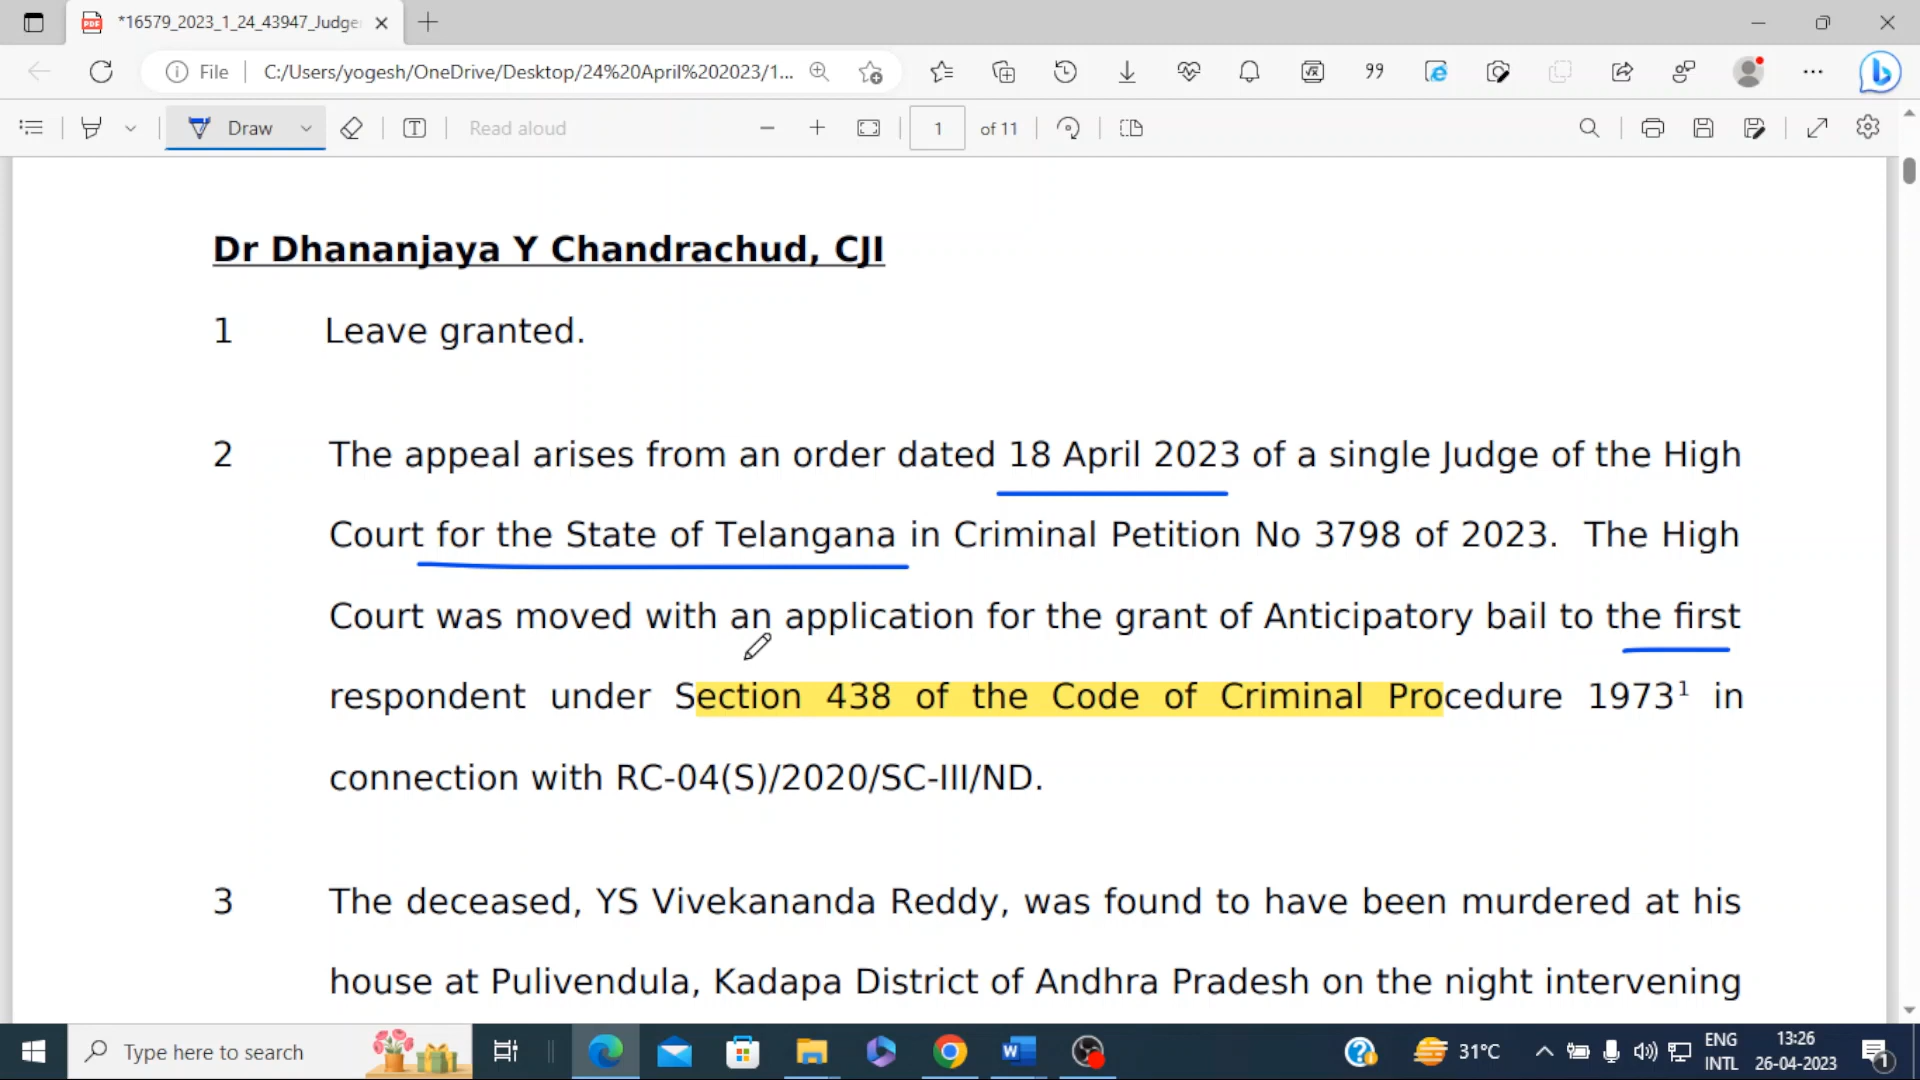 *16579_2023_1_24_43947_Judge
File
C:/Users/yogesh/OneDrive/Desktop/24%20April%202023/1...
Draw
Read aloud
1
of 11
Dr Dhananjaya Y Chandrachud, CJI
1 Leave granted.
2 The appeal arises from an order dated 18 April 2023 of a single Judge of the High
Court for the State of Telangana in Criminal Petition No 3798 of 2023. The High
Court was moved with an application for the grant of Anticipatory bail to the first
respondent under Section 438 of the Code of Criminal Procedure 1973¹ in
connection with RC-04(S)/2020/SC-III/ND.
3 The deceased, YS Vivekananda Reddy, was found to have been murdered at his
house at Pulivendula, Kadapa District of Andhra Pradesh on the night intervening
Type here to search
31°C
ENG
INTL
13:26
26-04-2023
1